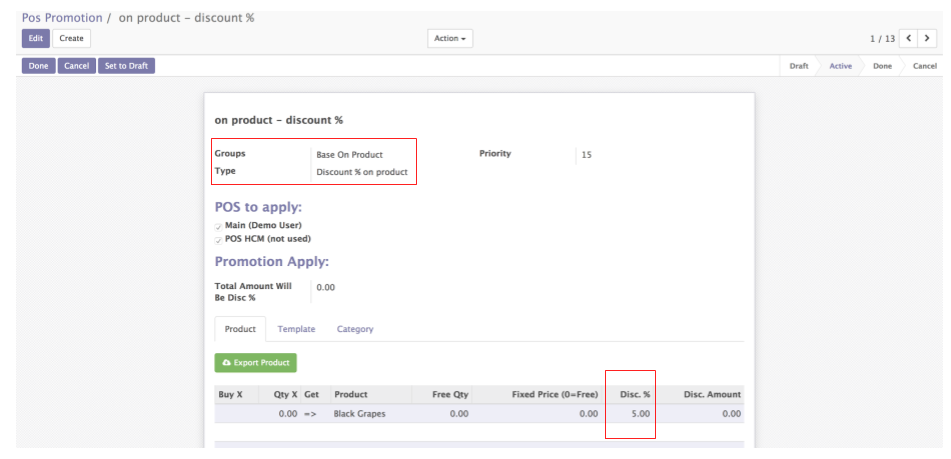 Pos Promotion / on product – discount %
Edit Create Action 1 / 13
Done Cancel Set to Draft Draft Active Done Cancel
on product – discount %
Groups Base On Product Priority 15
Type Discount % on product
POS to apply:
Main (Demo User)
POS HCM (not used)
Promotion Apply:
Total Amount Will 0.00
Be Disc %
Product Template Category
Export Product
Buy X Qty X Get Product Free Qty Fixed Price (0=Free) Disc. % Disc. Amount
0.00 => Black Grapes 0.00 0.00 5.00 0.00